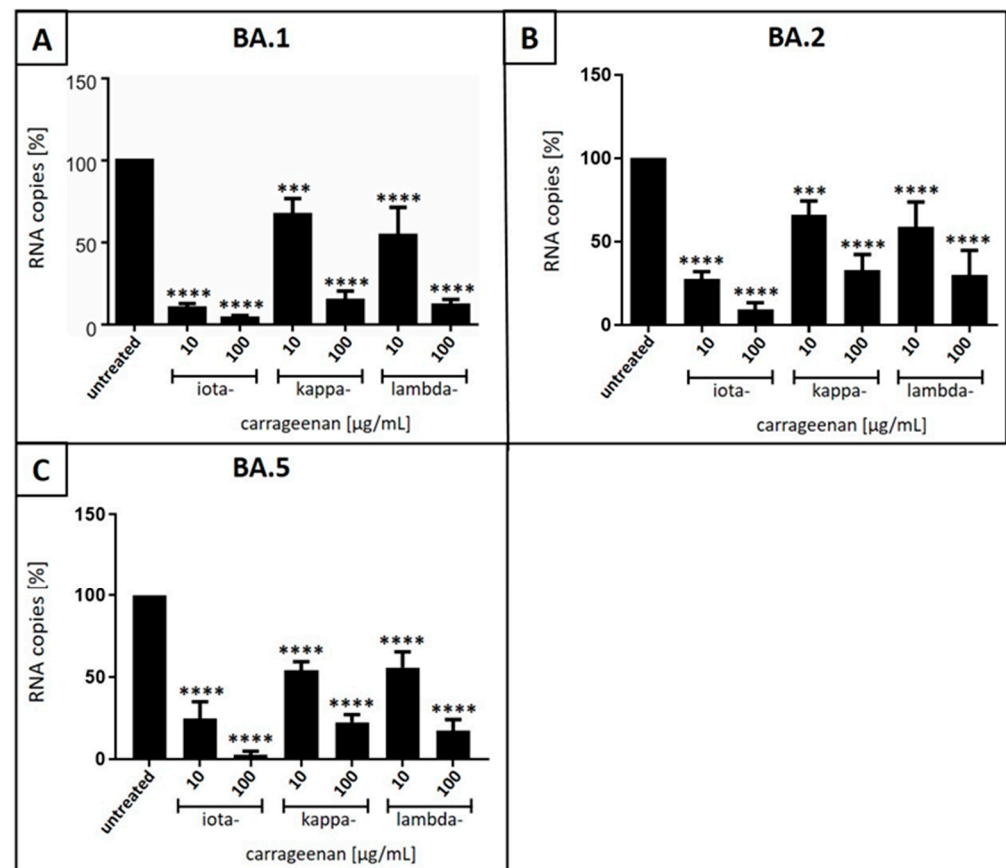 A
BA.1
RNA copies [%]
150
100
50
0
***
****
****
****
****
****
untreated
10
100
10
100
10
100
iota-
kappa-
lambda-
carrageenan [µg/mL]
B
BA.2
RNA copies [%]
150
100
50
0
***
****
****
****
****
****
untreated
10
100
10
100
10
100
iota-
kappa-
lambda-
carrageenan [µg/mL]
C
BA.5
RNA copies [%]
150
100
50
0
****
****
****
****
****
****
untreated
10
100
10
100
10
100
iota-
kappa-
lambda-
carrageenan [µg/mL]